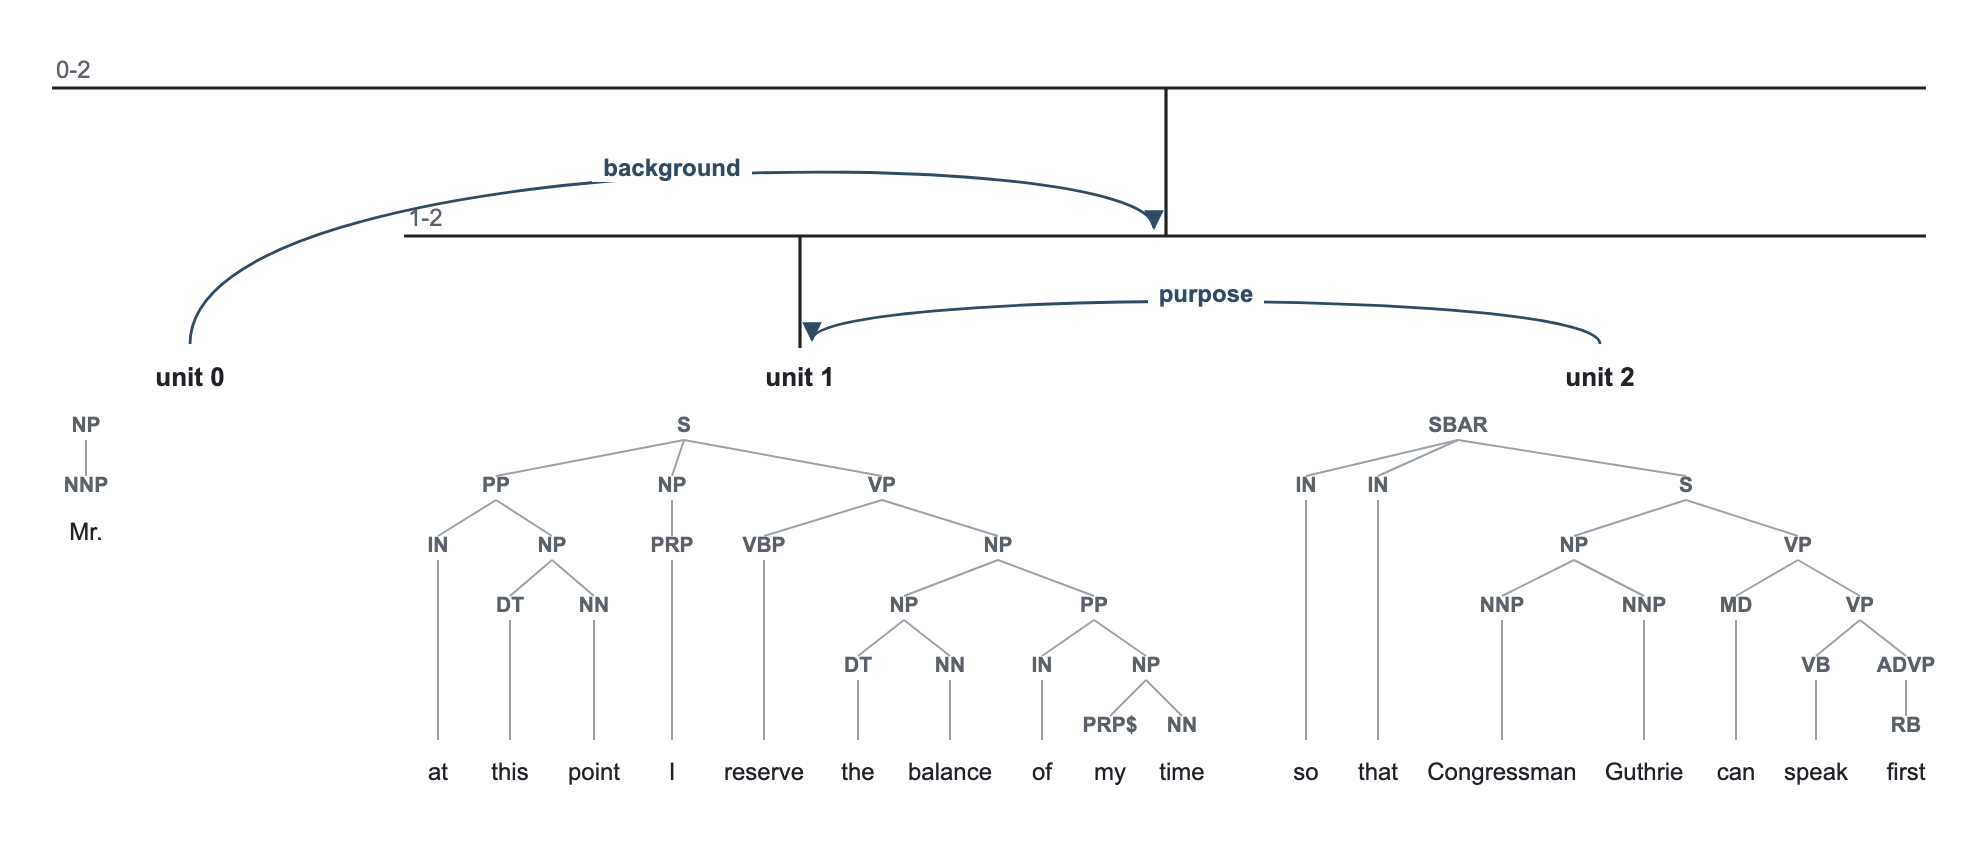 0-2
background
1-2
purpose
unit 0 unit 1 unit 2
NP S SBAR
NNP PP NP VP IN IN S
Mr.
IN NP PRP VBP NP NP VP
DT NN NP PP NNP NNP MD VP
DT NN IN NP VB ADVP
PRP$ NN RB
at this point I reserve the balance of my time so that Congressman Guthrie can speak first